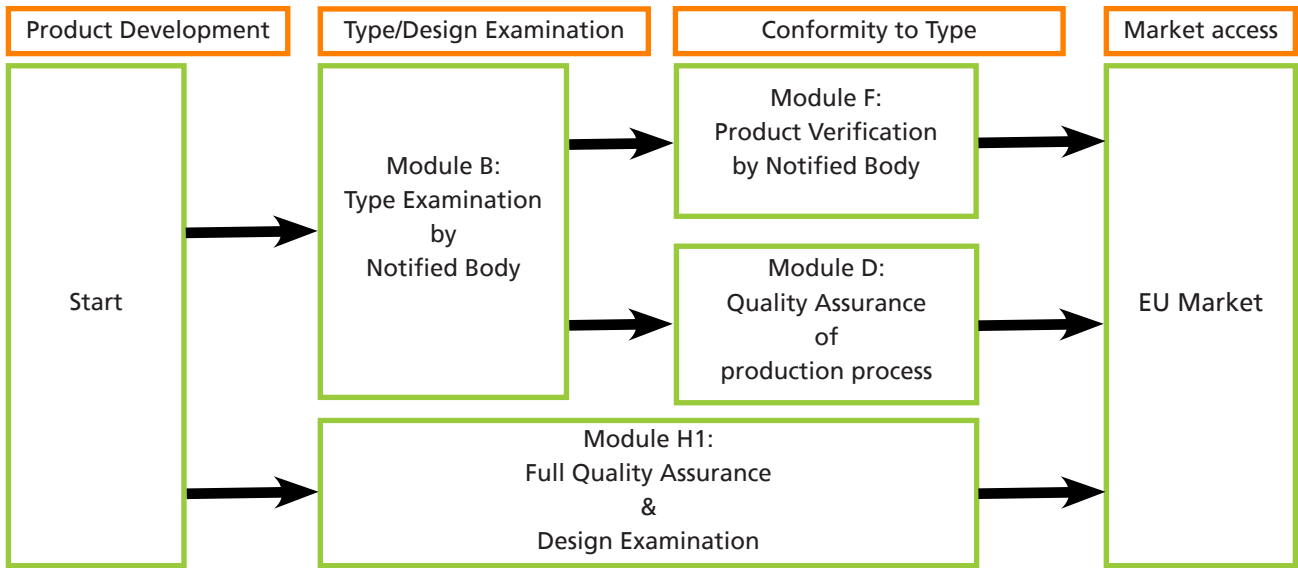 Product Development
Type/Design Examination
Conformity to Type
Market access
Start
Module B:
Type Examination
by
Notified Body
Module F:
Product Verification
by Notified Body
Module D:
Quality Assurance
of
production process
Module H1:
Full Quality Assurance
&
Design Examination
EU Market